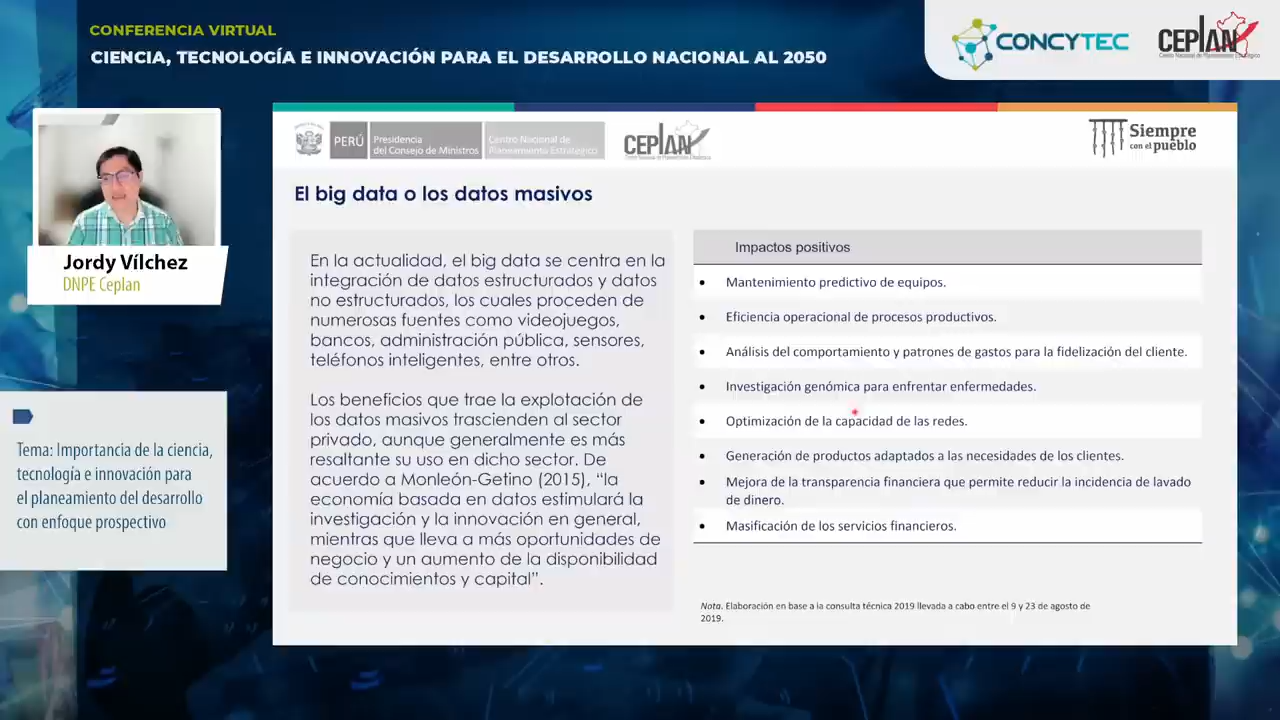 CONFERENCIA VIRTUAL
CIENCIA, TECNOLOGÍA E INNOVACIÓN PARA EL DESARROLLO NACIONAL AL 2050
CONCYTEC
CEPLAN
Centro Nacional de Planeamiento Estratégico
PERÚ
Presidencia
del Consejo de Ministros
Centro Nacional de
Planeamiento Estratégico
CEPLAN
Centro Nacional de Planeamiento Estratégico
Siempre
con el pueblo
Jordy Vílchez
DNPE Ceplan
Tema: Importancia de la ciencia,
tecnología e innovación para
el planeamiento del desarrollo
con enfoque prospectivo
El big data o los datos masivos
En la actualidad, el big data se centra en la
integración de datos estructurados y datos
no estructurados, los cuales proceden de
numerosas fuentes como videojuegos,
bancos, administración pública, sensores,
teléfonos inteligentes, entre otros.
Los beneficios que trae la explotación de
los datos masivos trascienden al sector
privado, aunque generalmente es más
resaltante su uso en dicho sector. De
acuerdo a Monleón-Getino (2015), “la
economía basada en datos estimulará la
investigación y la innovación en general,
mientras que lleva a más oportunidades de
negocio y un aumento de la disponibilidad
de conocimientos y capital”.
Impactos positivos
• Mantenimiento predictivo de equipos.
• Eficiencia operacional de procesos productivos.
• Análisis del comportamiento y patrones de gastos para la fidelización del cliente.
• Investigación genómica para enfrentar enfermedades.
• Optimización de la capacidad de las redes.
• Generación de productos adaptados a las necesidades de los clientes.
• Mejora de la transparencia financiera que permite reducir la incidencia de lavado
de dinero.
• Masificación de los servicios financieros.
Nota. Elaboración en base a la consulta técnica 2019 llevada a cabo entre el 9 y 23 de agosto de
2019.